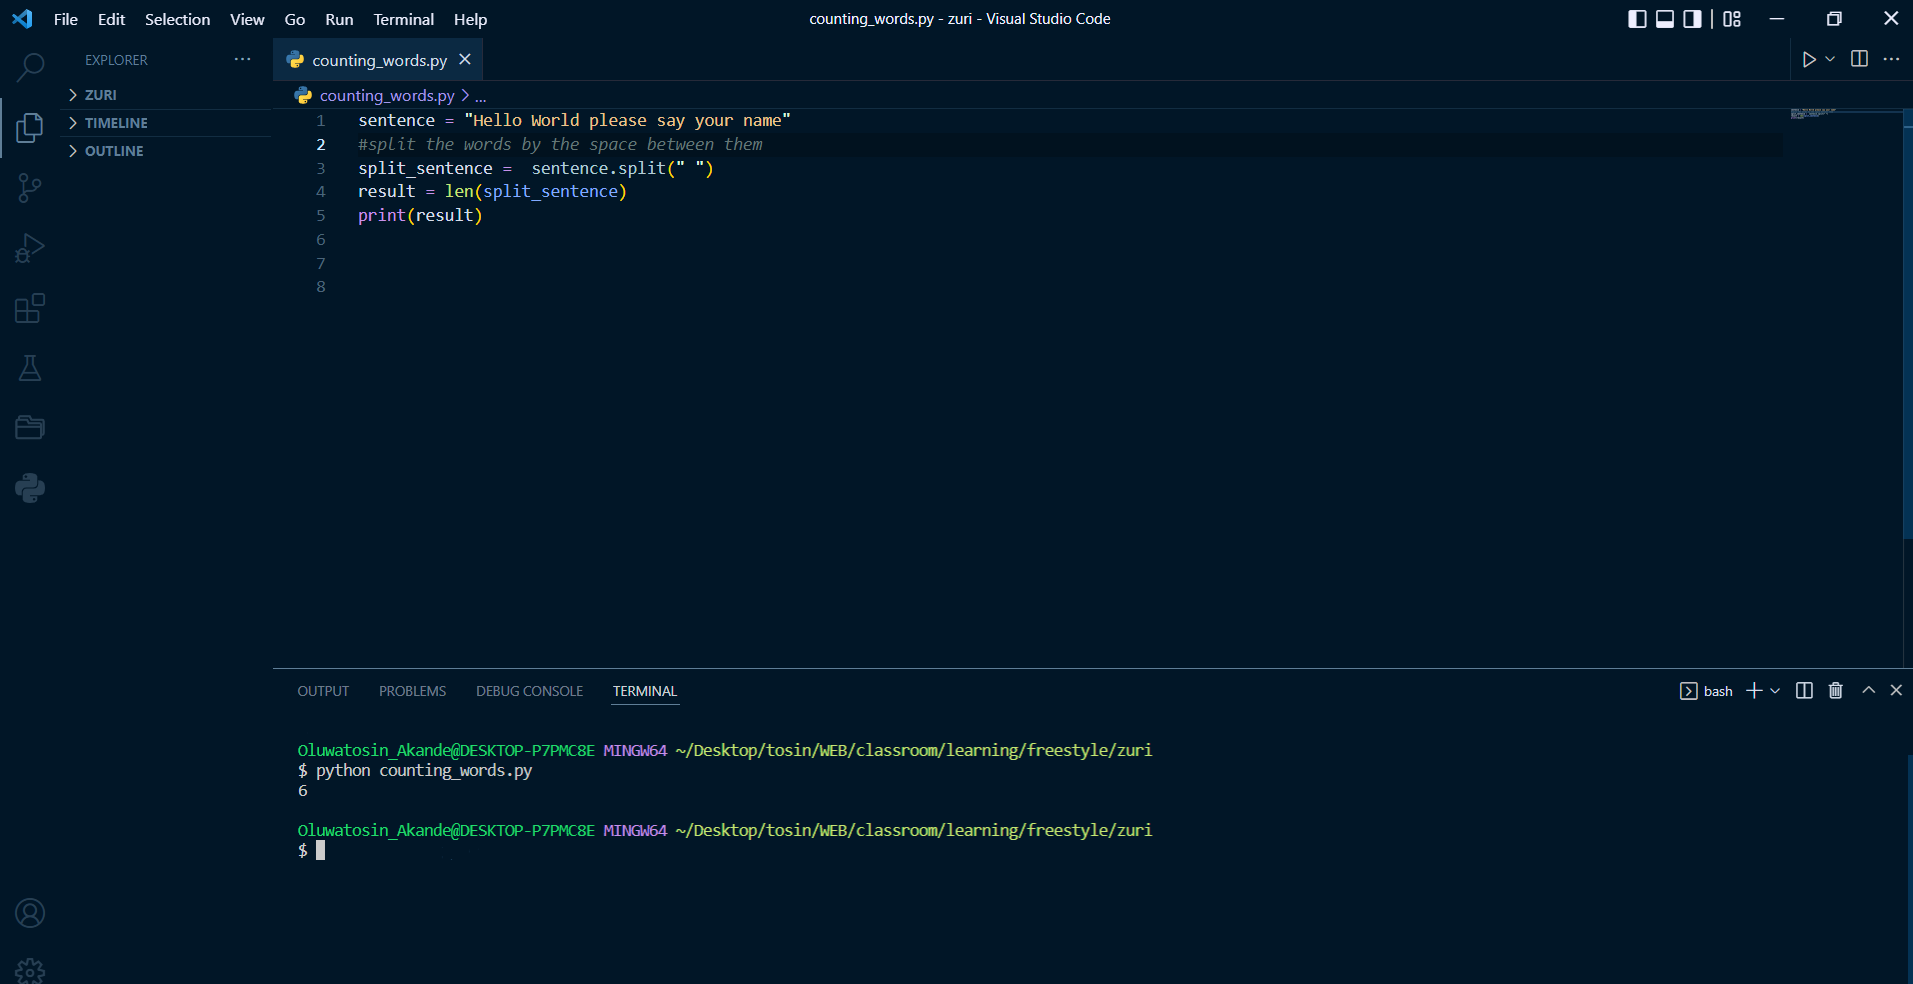 File Edit Selection View Go Run Terminal Help
counting_words.py - zuri - Visual Studio Code
EXPLORER
ZURI
TIMELINE
OUTLINE
counting_words.py
counting_words.py > ...
1 sentence = "Hello World please say your name"
2 #split the words by the space between them
3 split_sentence =  sentence.split(" ")
4 result = len(split_sentence)
5 print(result)
6
7
8
OUTPUT PROBLEMS DEBUG CONSOLE TERMINAL
bash
Oluwatosin Akande@DESKTOP-P7PMC8E MINGW64 ~/Desktop/tosin/WEB/classroom/learning/freestyle/zuri
$ python counting_words.py
6
Oluwatosin Akande@DESKTOP-P7PMC8E MINGW64 ~/Desktop/tosin/WEB/classroom/learning/freestyle/zuri
$